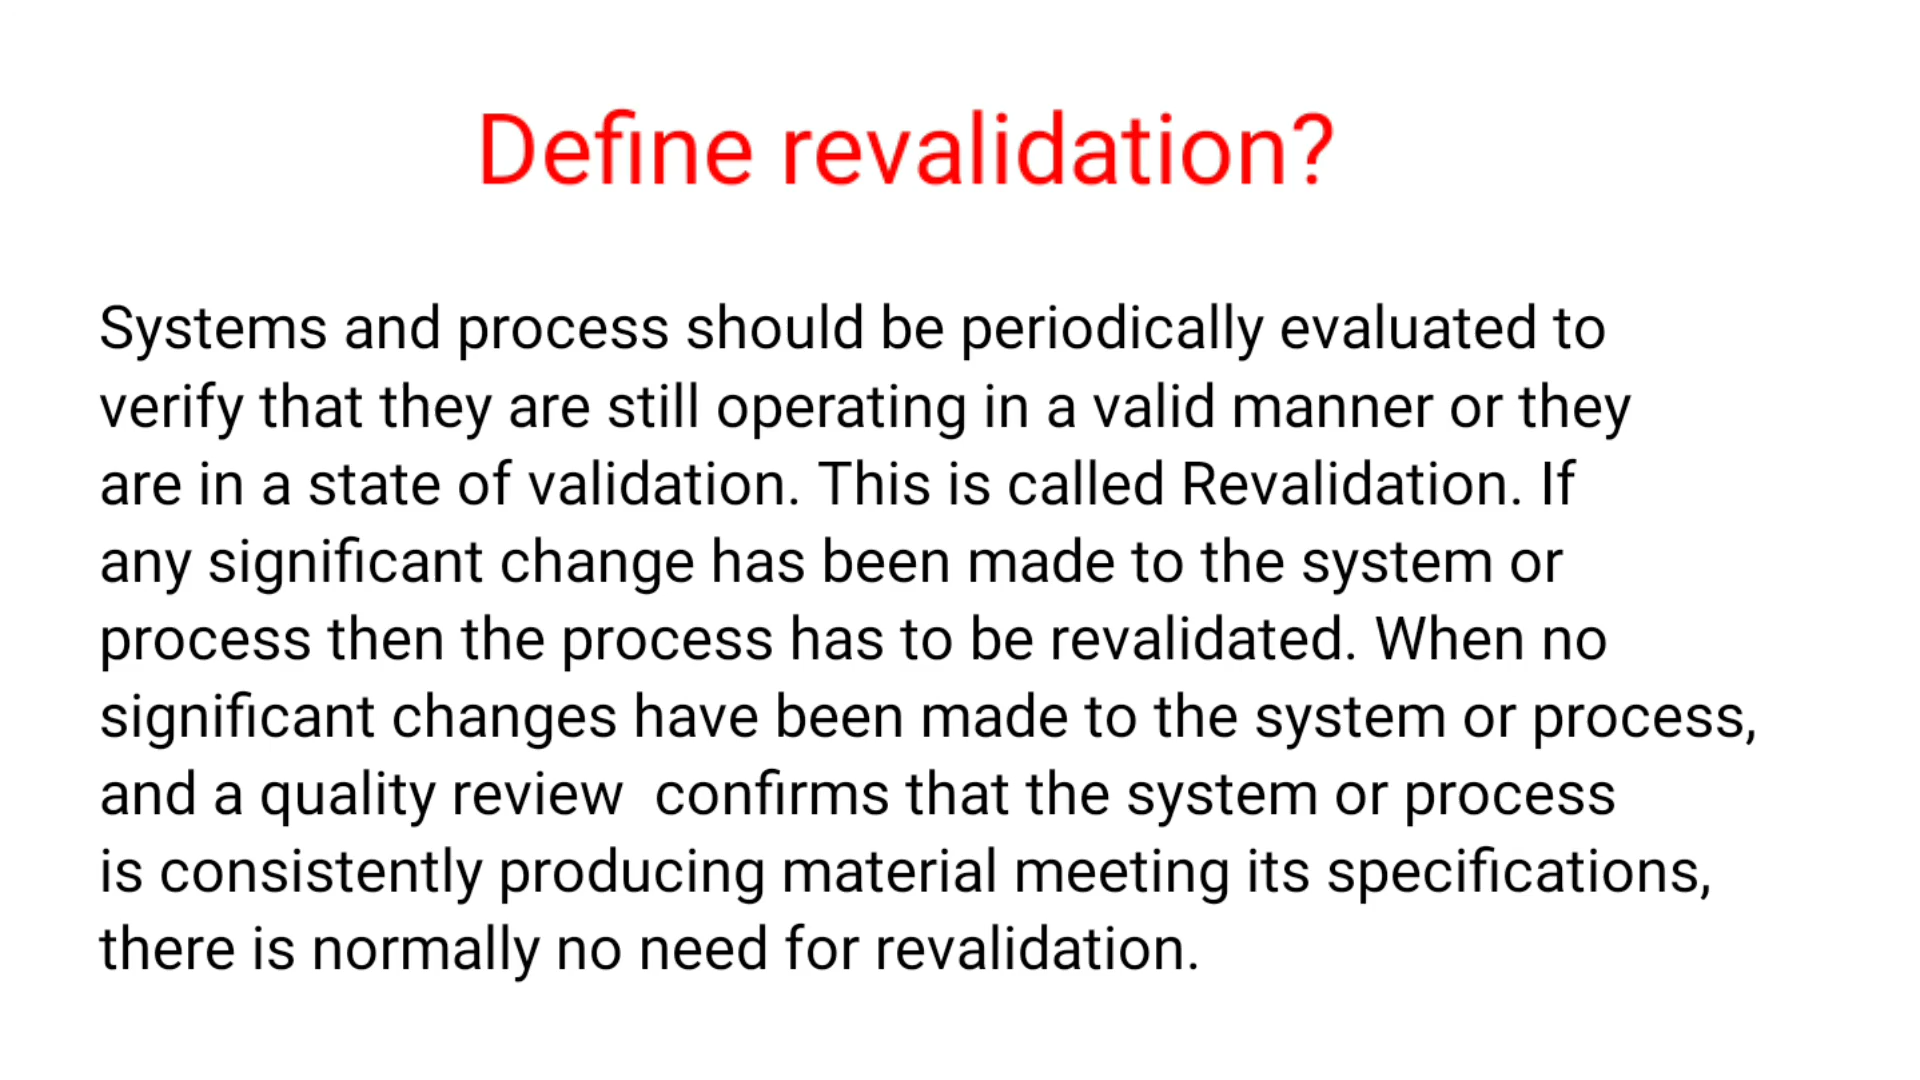 Define revalidation?
Systems and process should be periodically evaluated to
verify that they are still operating in a valid manner or they
are in a state of validation. This is called Revalidation. If
any significant change has been made to the system or
process then the process has to be revalidated. When no
significant changes have been made to the system or process,
and a quality review  confirms that the system or process
is consistently producing material meeting its specifications,
there is normally no need for revalidation.